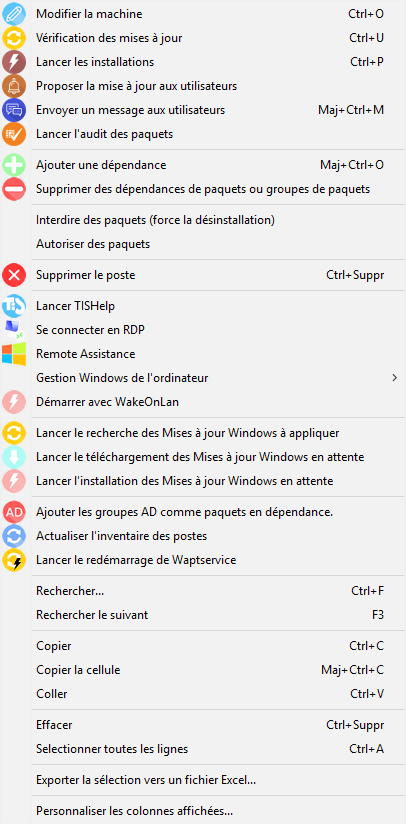 Modifier la machine Ctrl+O
Vérification des mises à jour Ctrl+U
Lancer les installations Ctrl+P
Proposer la mise à jour aux utilisateurs
Envoyer un message aux utilisateurs Maj+Ctrl+M
Lancer l'audit des paquets
Ajouter une dépendance Maj+Ctrl+O
Supprimer des dépendances de paquets ou groupes de paquets
Interdire des paquets (force la désinstallation)
Autoriser des paquets
Supprimer le poste Ctrl+Suppr
Lancer TISHelp
Se connecter en RDP
Remote Assistance
Gestion Windows de l'ordinateur
Démarrer avec WakeOnLan
Lancer le recherche des Mises à jour Windows à appliquer
Lancer le téléchargement des Mises à jour Windows en attente
Lancer l'installation des Mises à jour Windows en attente
AD Ajouter les groupes AD comme paquets en dépendance.
Actualiser l'inventaire des postes
Lancer le redémarrage de Waptservice
Rechercher... Ctrl+F
Rechercher le suivant F3
Copier Ctrl+C
Copier la cellule Maj+Ctrl+C
Coller Ctrl+V
Effacer Ctrl+Suppr
Selectionner toutes les lignes Ctrl+A
Exporter la sélection vers un fichier Excel...
Personnaliser les colonnes affichées...